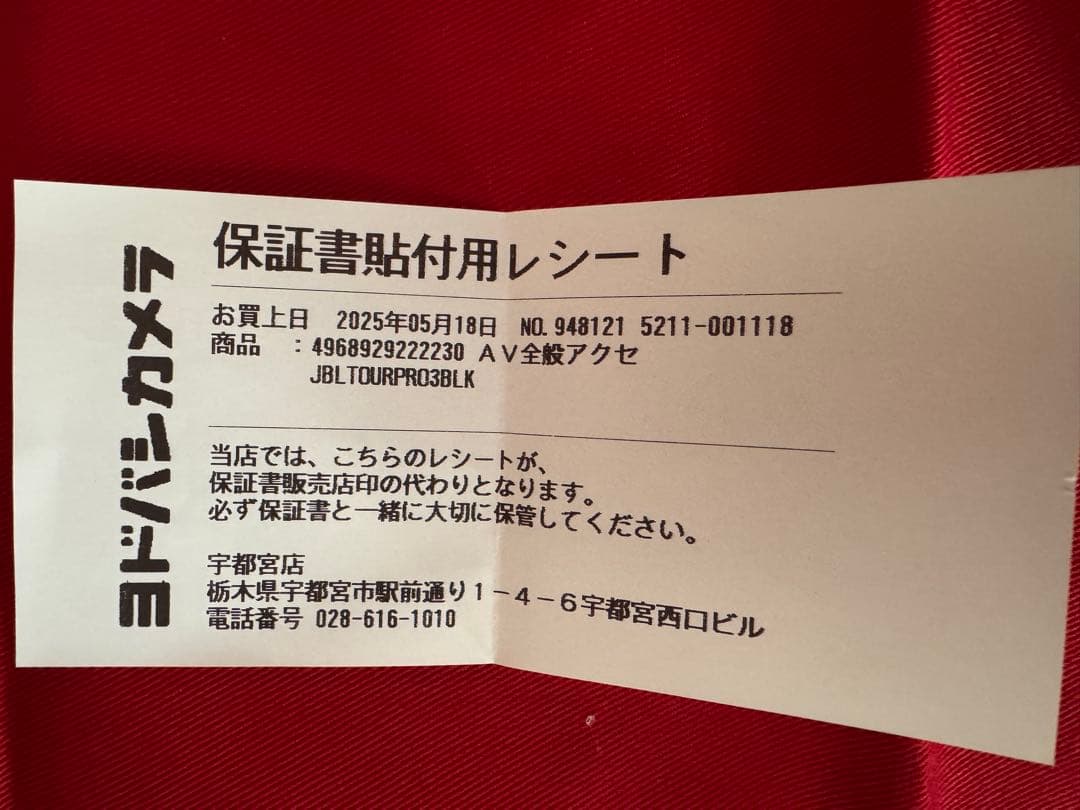 ヨドバシカメラ
保証書貼付用レシート
お買上日 2025年05月18日 NO.948121 5211-001118
商品 :4968929222230 AV全般アクセ
JBLTOURPRO3BLK
当店では、こちらのレシートが、
保証書販売店印の代わりとなります。
必ず保証書と一緒に大切に保管してください。
宇都宮店
栃木県宇都宮市駅前通り1-4-6宇都宮西口ビル
電話番号 028-616-1010